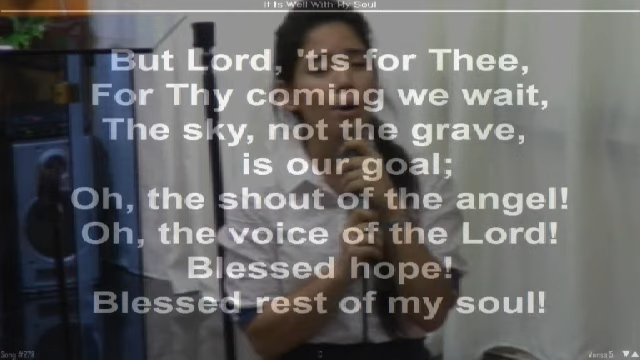 It Is Well With My Soul
But Lord, 'tis for Thee,
For Thy coming we wait,
The sky, not the grave,
is our goal;
Oh, the shout of the angel!
Oh, the voice of the Lord!
Blessed hope!
Blessed rest of my soul!
Verse 5